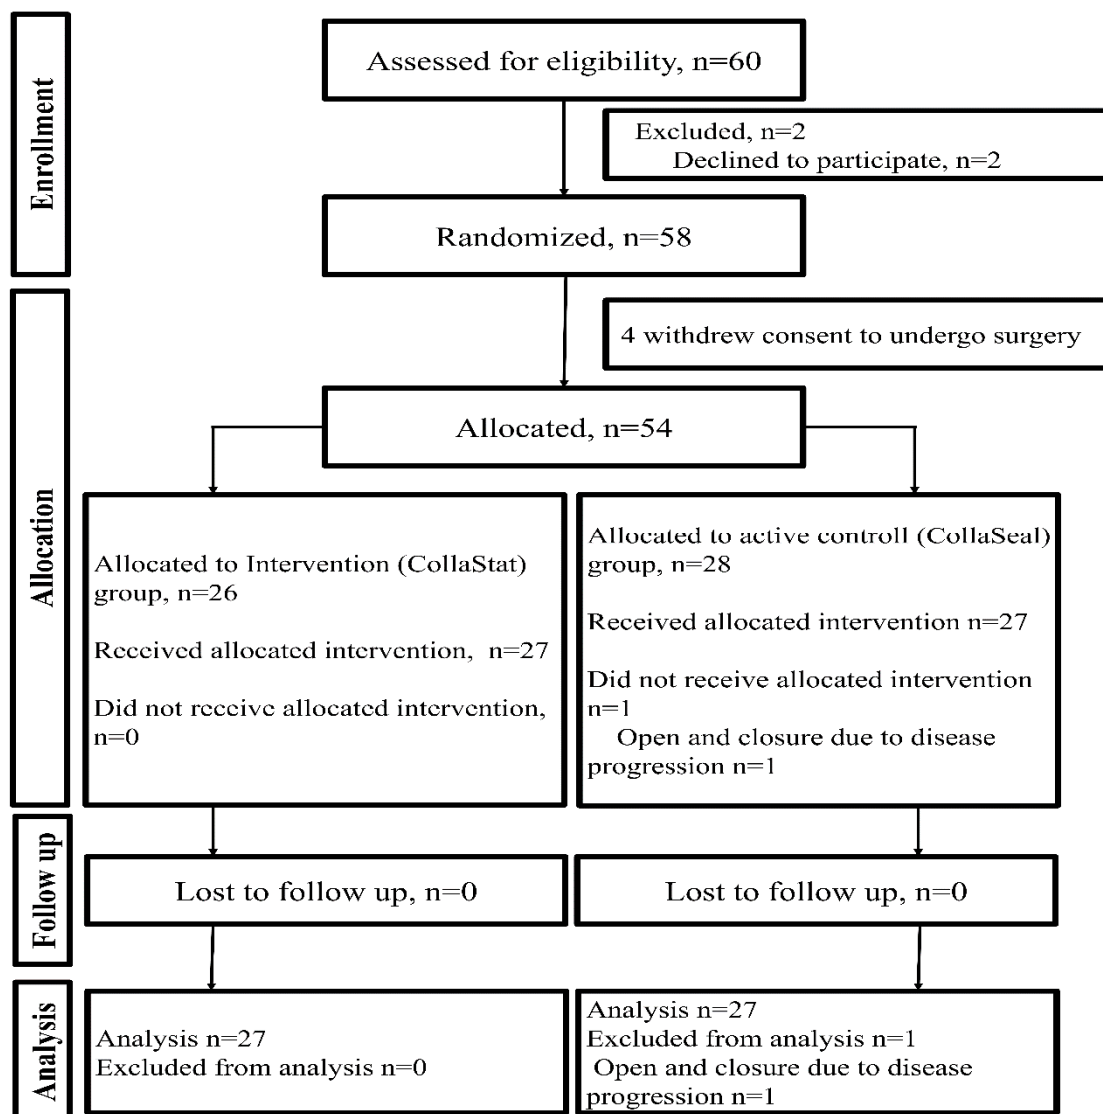 Enrollment
Assessed for eligibility, n=60
Excluded, n=2
Declined to participate, n=2
Randomized, n=58
Allocation
4 withdrew consent to undergo surgery
Allocated, n=54
Allocated to Intervention (CollaStat)
group, n=26
Received allocated intervention, n=27
Did not receive allocated intervention,
n=0
Allocated to active controll (CollaSeal)
group, n=28
Received allocated intervention n=27
Did not receive allocated intervention
n=1
Open and closure due to disease
progression n=1
Follow up
Lost to follow up, n=0
Lost to follow up, n=0
Analysis
Analysis n=27
Excluded from analysis n=0
Analysis n=27
Excluded from analysis n=1
Open and closure due to disease
progression n=1